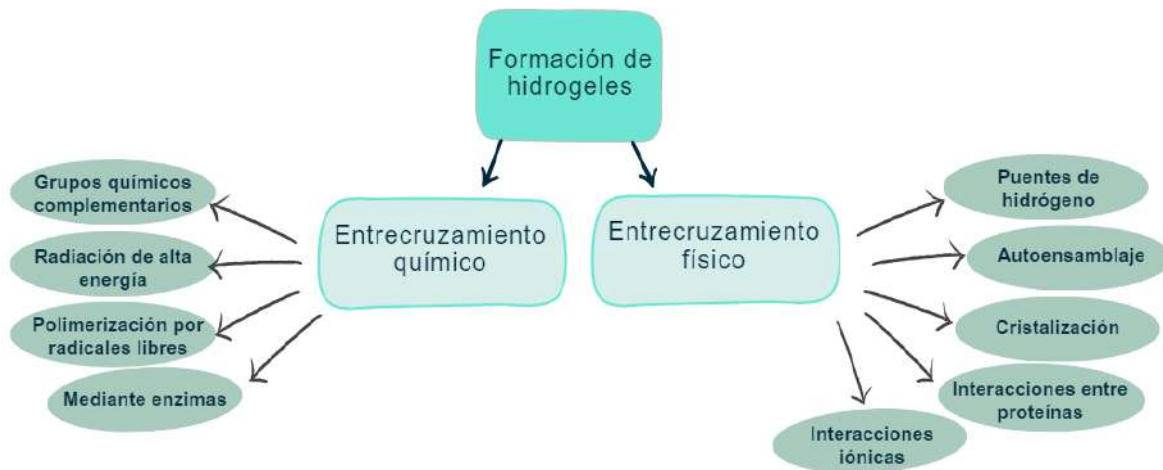 Formación de
hidrogeles
Entrecruzamiento
químico
Grupos químicos
complementarios
Radiación de alta
energía
Polimerización por
radicales libres
Mediante enzimas
Entrecruzamiento
físico
Puentes de
hidrógeno
Autoensamblaje
Cristalización
Interacciones entre
proteínas
Interacciones
iónicas